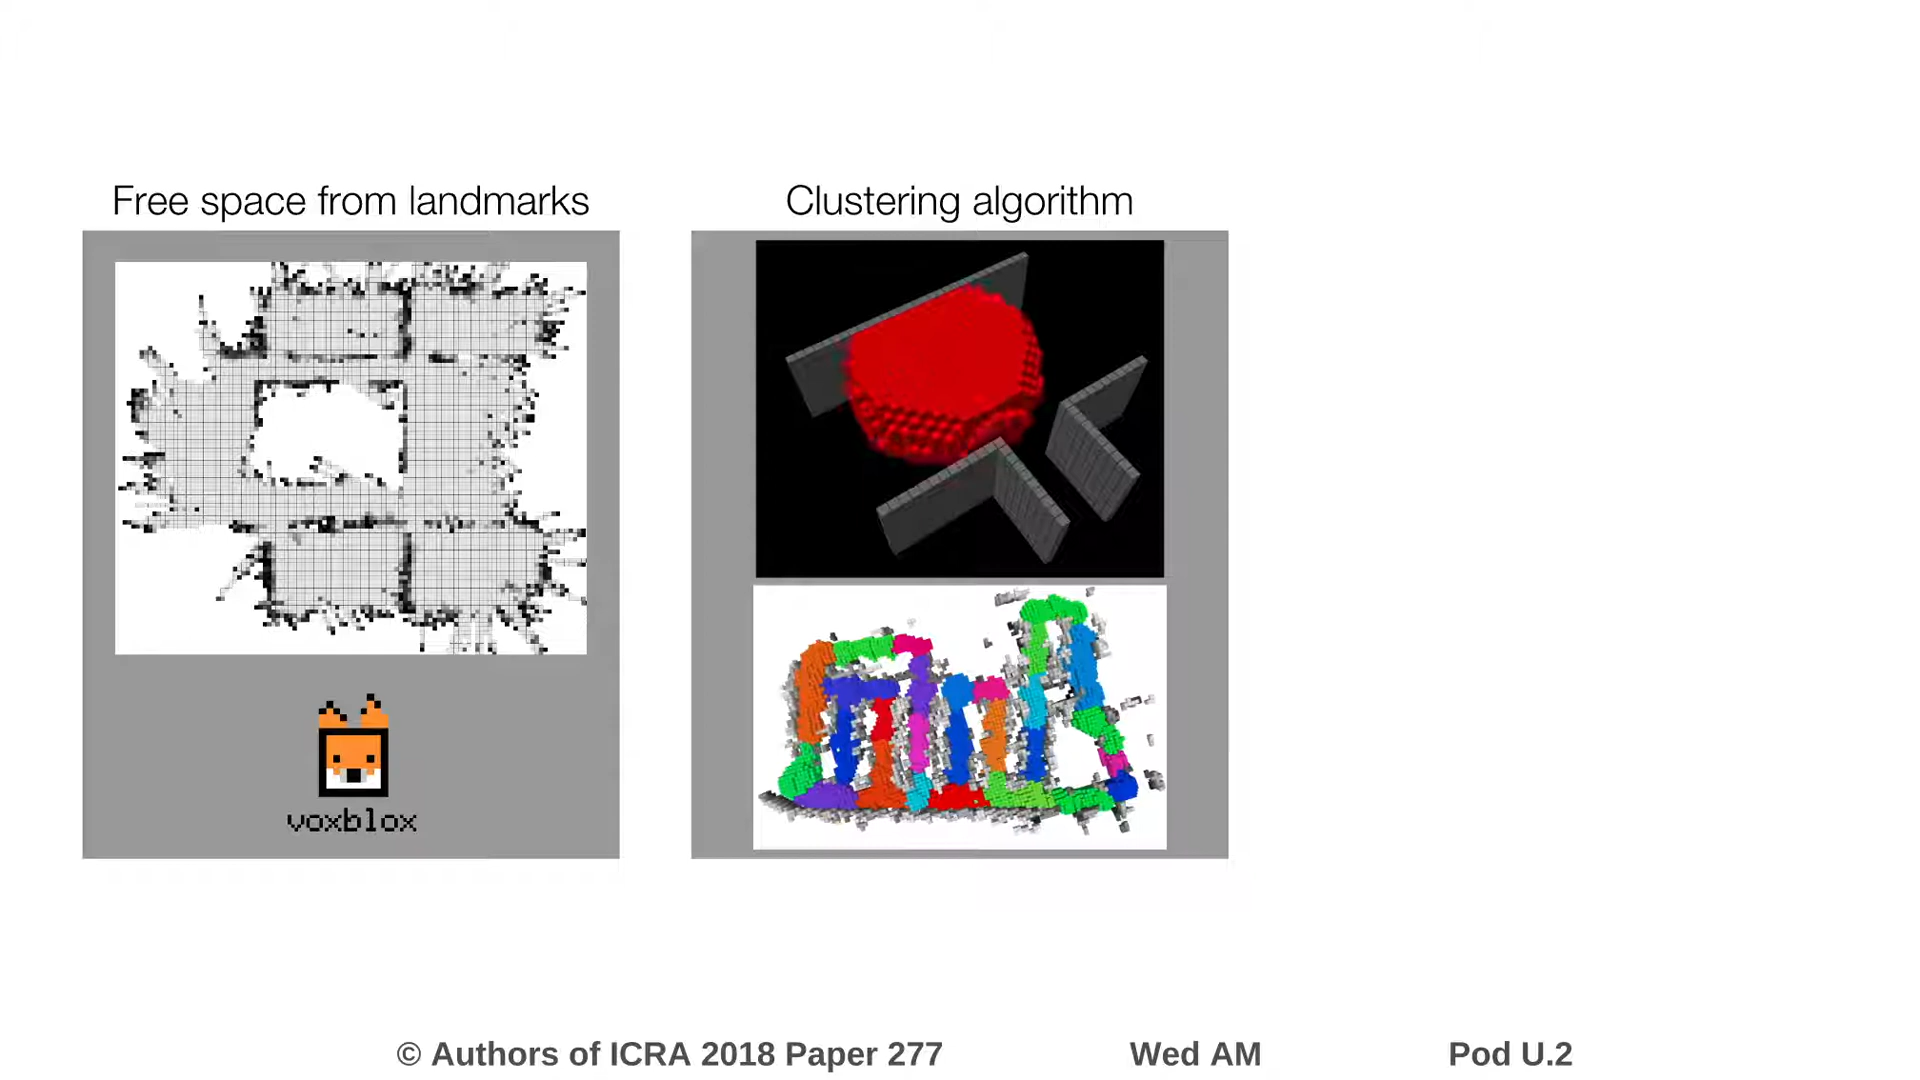 Free space from landmarks
Clustering algorithm
voxblox
© Authors of ICRA 2018 Paper 277
Wed AM
Pod U.2